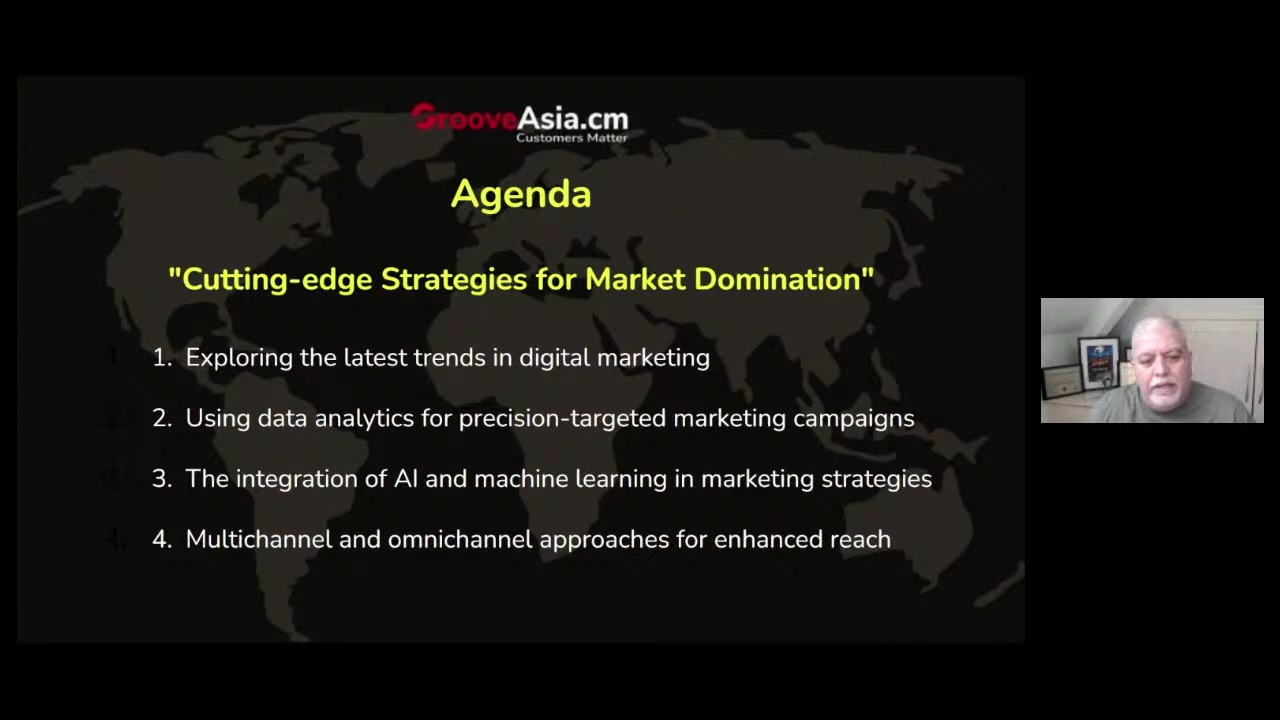 GrooveAsia.cm
Customers Matter
Agenda
"Cutting-edge Strategies for Market Domination"
1. Exploring the latest trends in digital marketing
2. Using data analytics for precision-targeted marketing campaigns
3. The integration of AI and machine learning in marketing strategies
4. Multichannel and omnichannel approaches for enhanced reach